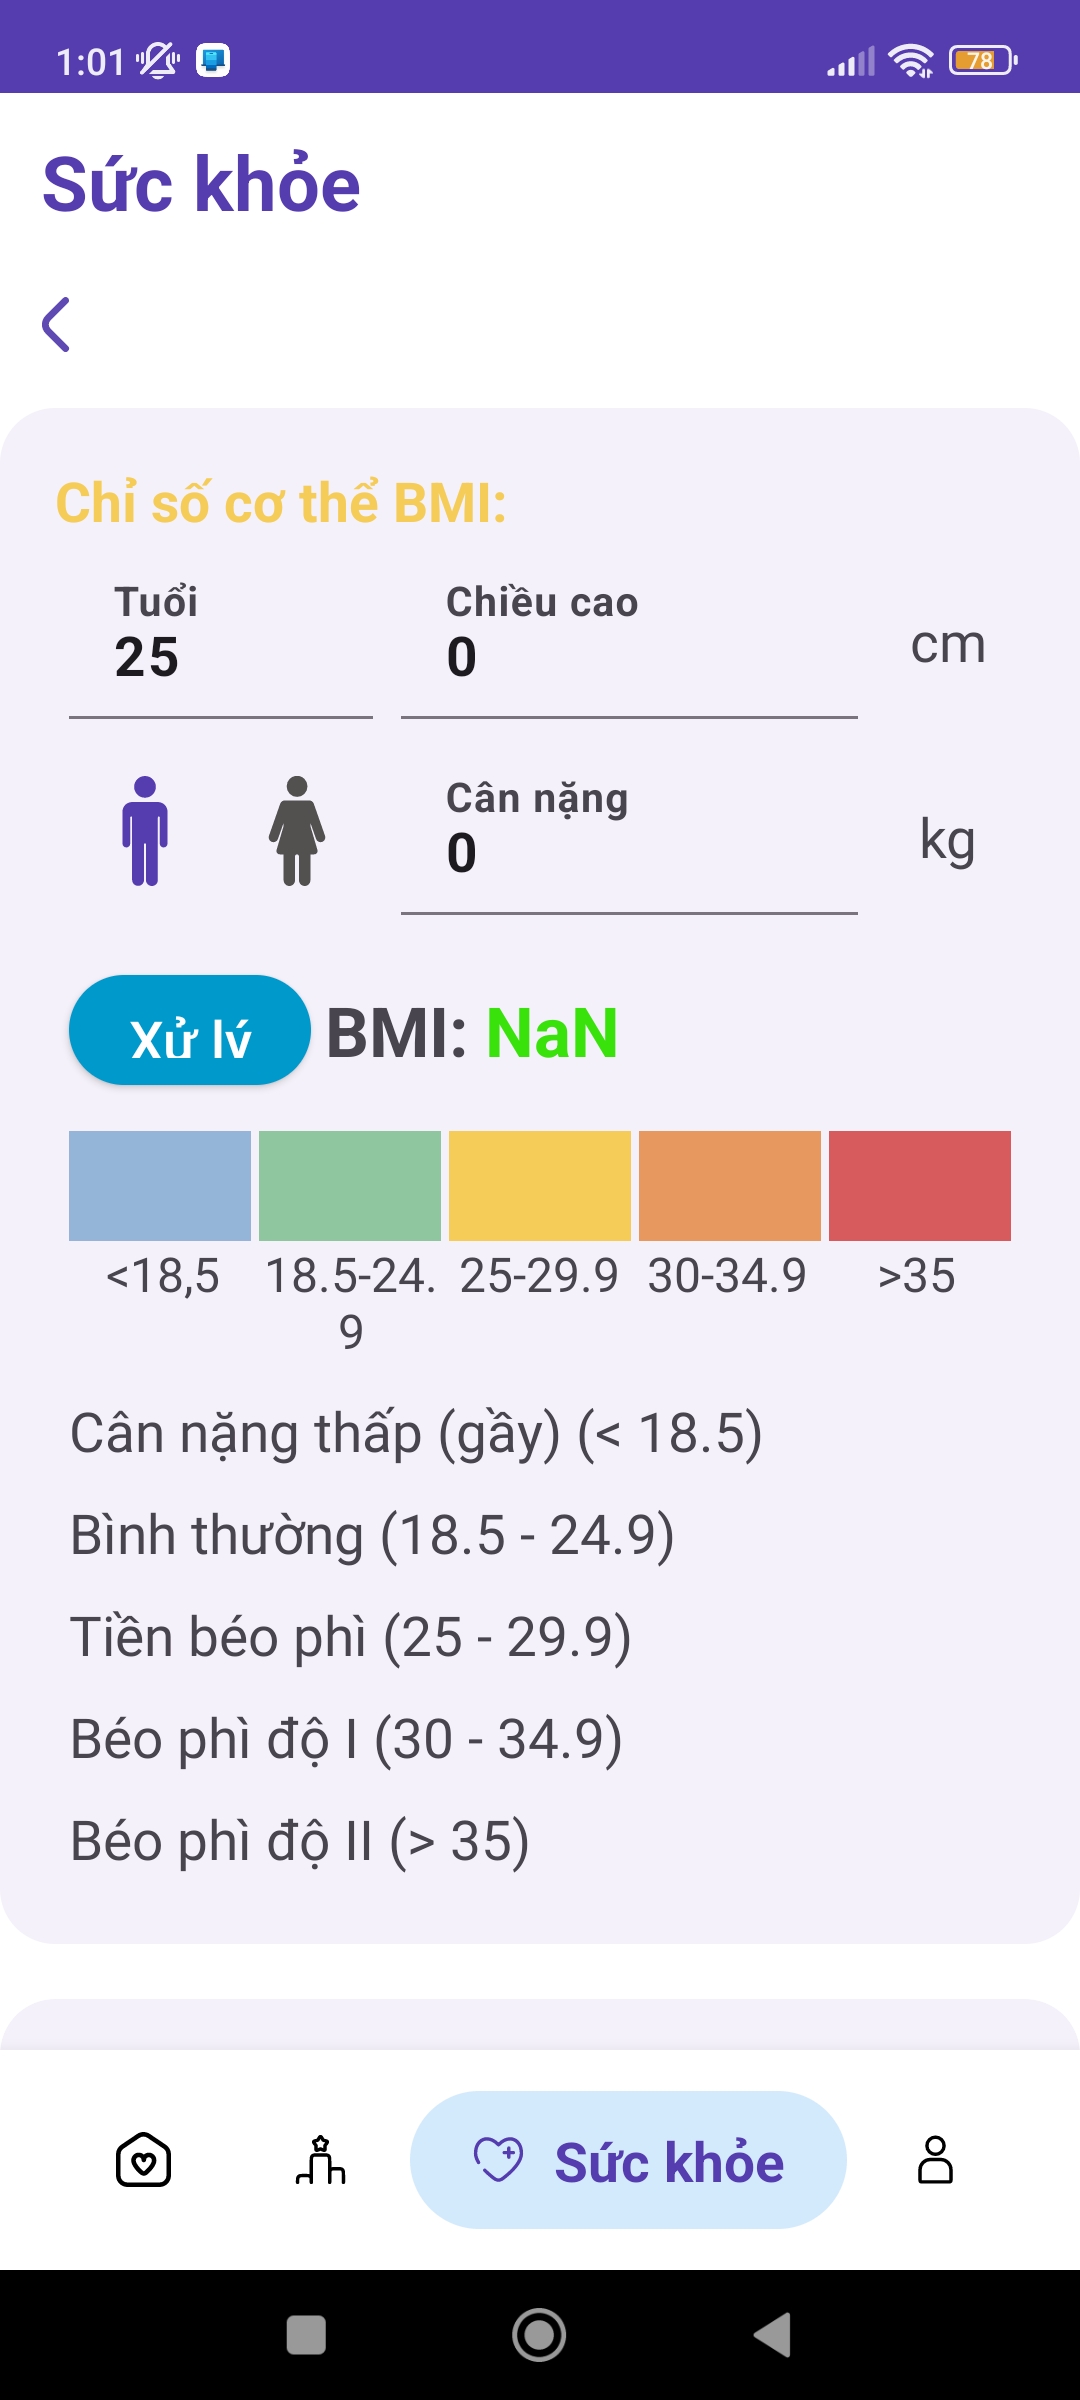 1:01
78
Sức khỏe
Chỉ số cơ thể BMI:
Tuổi
25
Chiều cao
0
cm
Cân nặng
0
kg
Xử lý
BMI: NaN
<18,5
18.5-24.
9
25-29.9
30-34.9
>35
Cân nặng thấp (gầy) (< 18.5)
Bình thường (18.5 - 24.9)
Tiền béo phì (25 - 29.9)
Béo phì độ I (30 - 34.9)
Béo phì độ II (> 35)
Sức khỏe